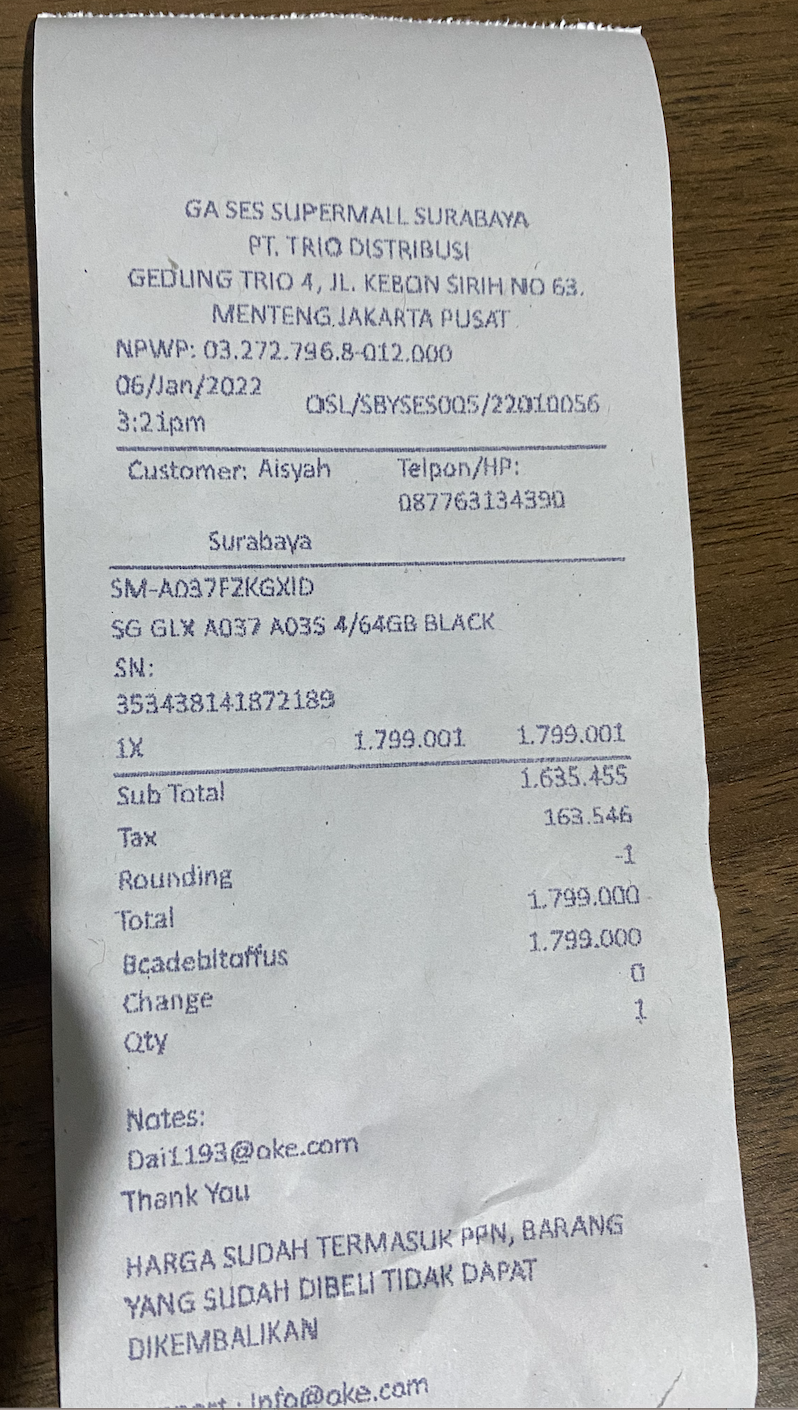 GA SES SUPERMALL SURABAYA
PT. TRIO DISTRIBUSI
GEDUNG TRIO 4, JL. KEBON SIRIH NO 63.
MENTENG JAKARTA PUSAT
NPWP: 03.272.796.8-012.000
06/Jan/2022
3:21pm
OSL/SBYSES005/22010056
Customer: Aisyah Telpon/HP:
087763134390
Surabaya
SM-A037FZKGXID
SG GLX A037 A03S 4/64GB BLACK
SN:
353438141872189
1X 1.799.001 1.799.001
Sub Total 1.635.455
Tax 163.546
Rounding -1
Total 1.799.000
Bcadebitoffus 1.799.000
Change 0
Qty 1
Notes:
Dai1193@oke.com
Thank You
HARGA SUDAH TERMASUK PPN, BARANG
YANG SUDAH DIBELI TIDAK DAPAT
DIKEMBALIKAN
: Info@oke.com